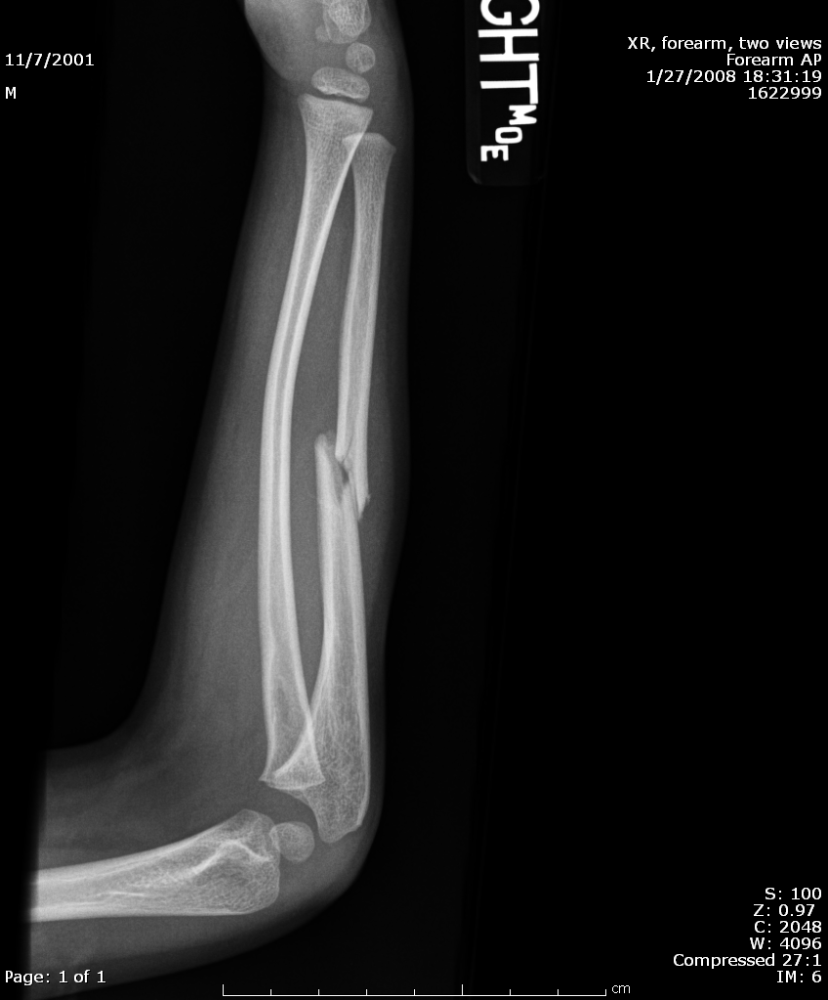 11/7/2001
M
GHT
MOE
XR, forearm, two views
Forearm AP
1/27/2008 18:31:19
1622999
cm
S: 100
Z: 0.97
C: 2048
W: 4096
Compressed 27:1
IM: 6
Page: 1 of 1